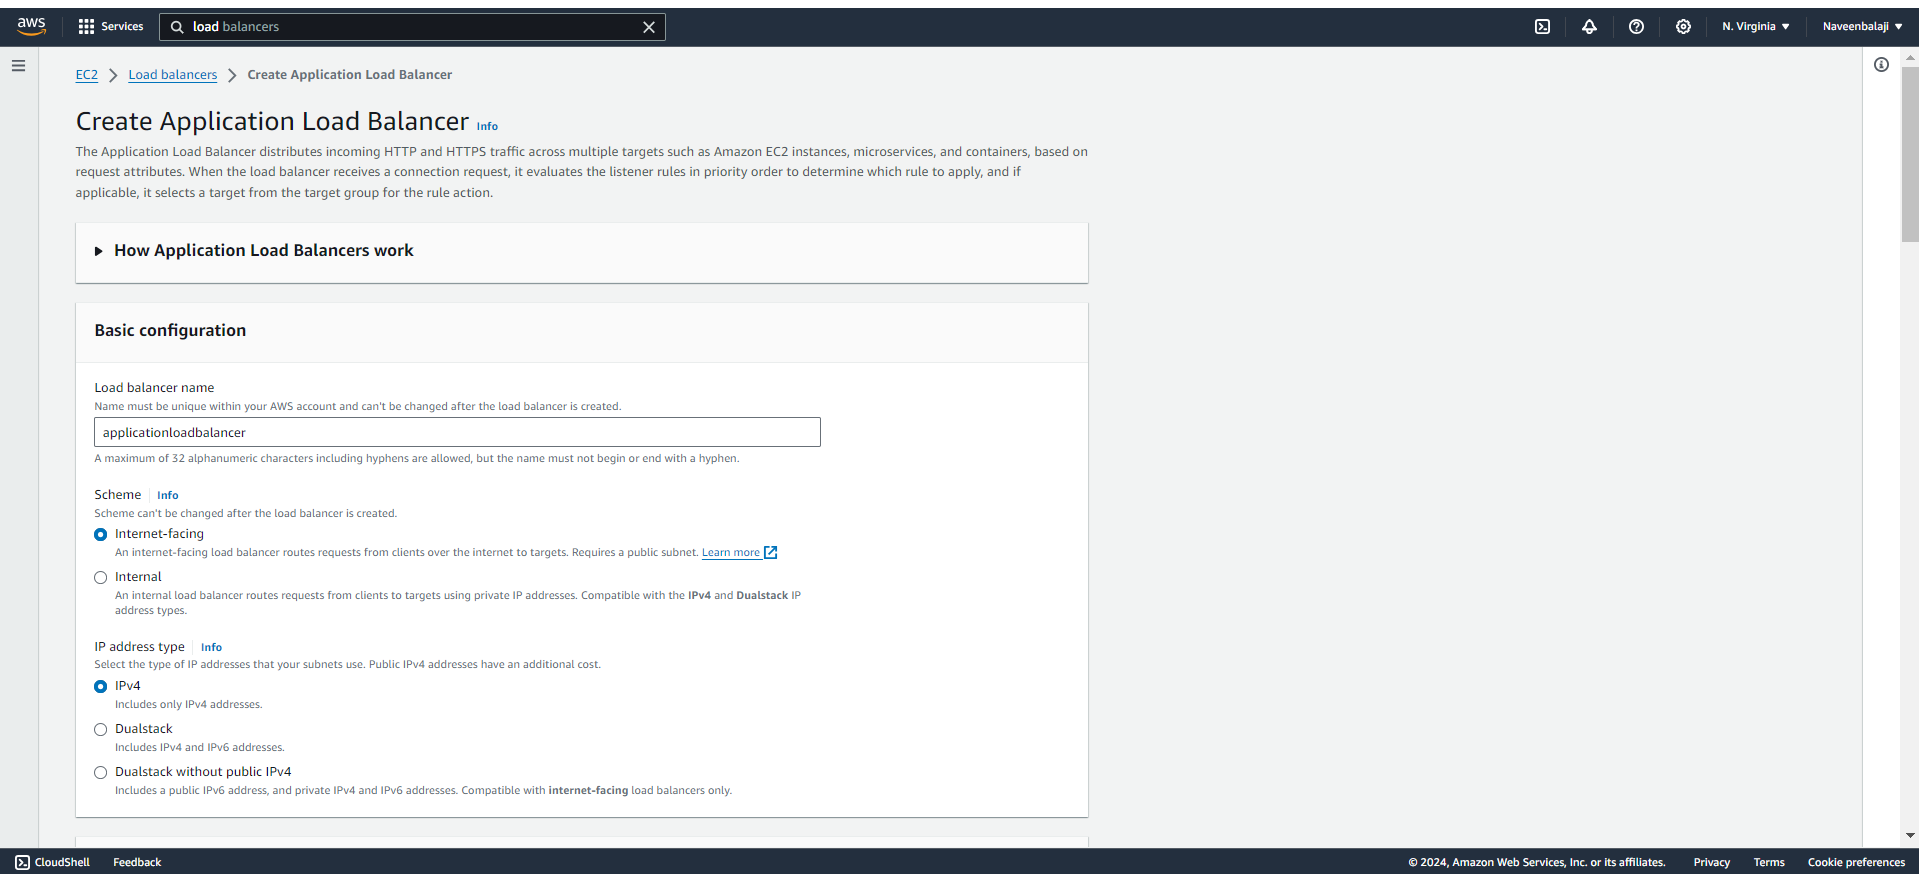 aws Services load balancers N. Virginia Naveenbalaji
EC2 Load balancers Create Application Load Balancer
Create Application Load Balancer Info
The Application Load Balancer distributes incoming HTTP and HTTPS traffic across multiple targets such as Amazon EC2 instances, microservices, and containers, based on
request attributes. When the load balancer receives a connection request, it evaluates the listener rules in priority order to determine which rule to apply, and if
applicable, it selects a target from the target group for the rule action.
How Application Load Balancers work
Basic configuration
Load balancer name
Name must be unique within your AWS account and can't be changed after the load balancer is created.
applicationloadbalancer
A maximum of 32 alphanumeric characters including hyphens are allowed, but the name must not begin or end with a hyphen.
Scheme Info
Scheme can't be changed after the load balancer is created.
Internet-facing
An internet-facing load balancer routes requests from clients over the internet to targets. Requires a public subnet. Learn more
Internal
An internal load balancer routes requests from clients to targets using private IP addresses. Compatible with the IPv4 and Dualstack IP
address types.
IP address type Info
Select the type of IP addresses that your subnets use. Public IPv4 addresses have an additional cost.
IPv4
Includes only IPv4 addresses.
Dualstack
Includes IPv4 and IPv6 addresses.
Dualstack without public IPv4
Includes a public IPv6 address, and private IPv4 and IPv6 addresses. Compatible with internet-facing load balancers only.
CloudShell Feedback © 2024, Amazon Web Services, Inc. or its affiliates. Privacy Terms Cookie preferences